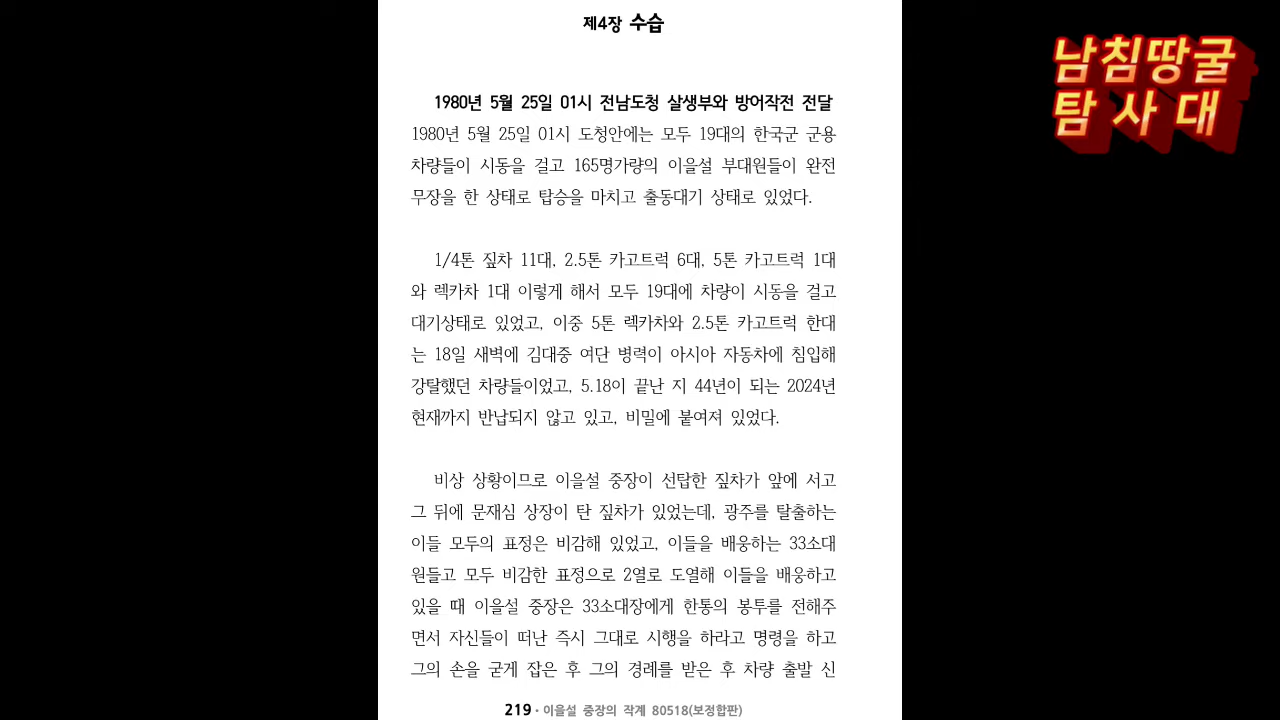 제4장 수습
남침땅굴
탐사대
1980년 5월 25일 01시 전남도청 살생부와 방어작전 전달
1980년 5월 25일 01시 도청안에는 모두 19대의 한국군 군용
차량들이 시동을 걸고 165명가량의 이을설 부대원들이 완전
무장을 한 상태로 탑승을 마치고 출동대기 상태로 있었다.
1/4톤 짚차 11대, 2.5톤 카고트럭 6대, 5톤 카고트럭 1대
와 렉카차 1대 이렇게 해서 모두 19대에 차량이 시동을 걸고
대기상태로 있었고, 이중 5톤 렉카차와 2.5톤 카고트럭 한대
는 18일 새벽에 김대중 여단 병력이 아시아 자동차에 침입해
강탈했던 차량들이었고, 5.18이 끝난 지 44년이 되는 2024년
현재까지 반납되지 않고 있고, 비밀에 붙여져 있었다.
비상 상황이므로 이을설 중장이 선탑한 짚차가 앞에 서고
그 뒤에 문재심 상장이 탄 짚차가 있었는데, 광주를 탈출하는
이들 모두의 표정은 비감해 있었고, 이들을 배웅하는 33소대
원들고 모두 비감한 표정으로 2열로 도열해 이들을 배웅하고
있을 때 이을설 중장은 33소대장에게 한통의 봉투를 전해주
면서 자신들이 떠난 즉시 그대로 시행을 하라고 명령을 하고
그의 손을 굳게 잡은 후 그의 경례를 받은 후 차량 출발 신
219 · 이을설 중장의 작계 80518(보정합판)